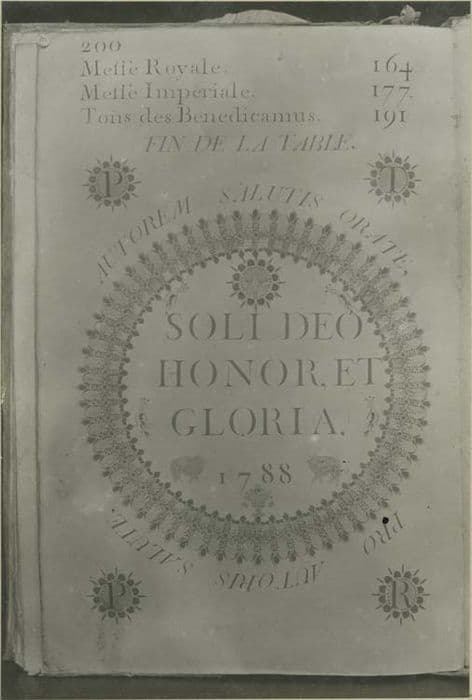 200
Messe Royale. 164
Messe Impériale. 177.
Tons des Benedicamus. 191
FIN DE LA TABLE.
P T
AUTOREM SALUTIS ORATE,
SOLI DEO
HONOR, ET
GLORIA.
1788
PRO AUTORIS SALUTE.
P R